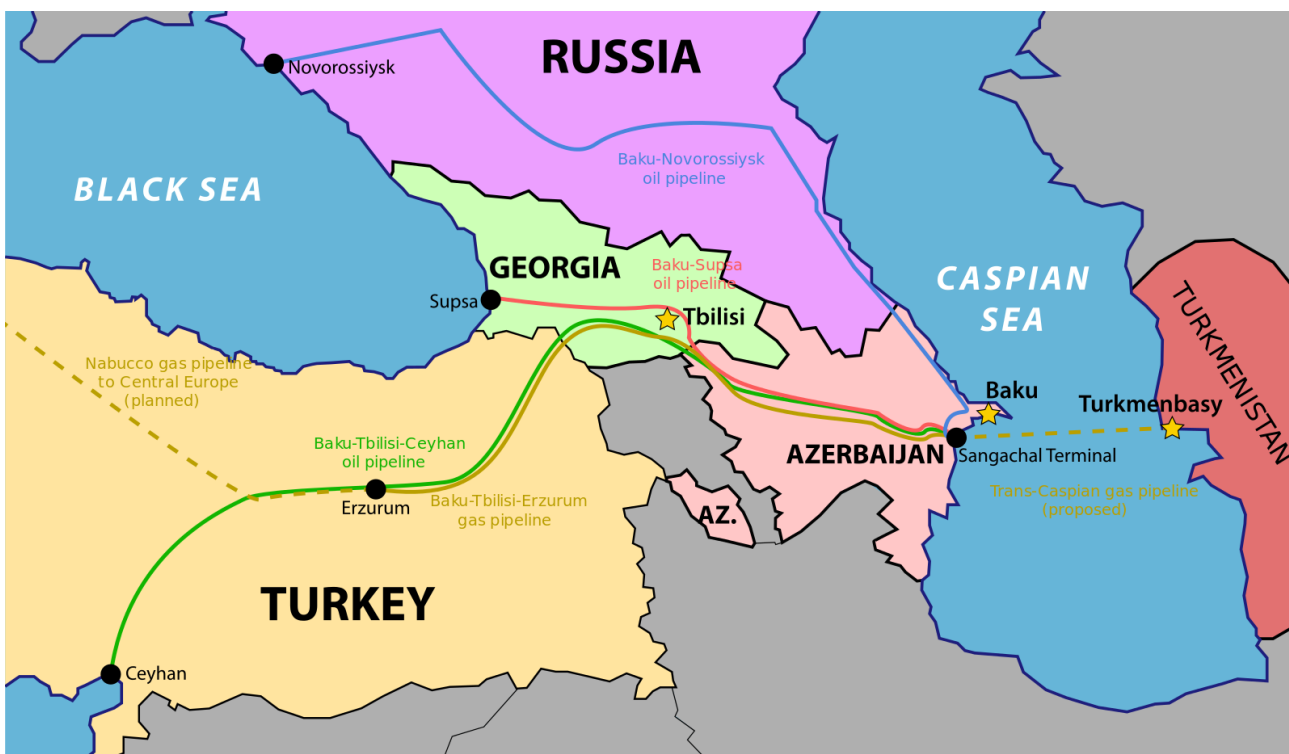 RUSSIA
Novorossiysk
Baku-Novorossiysk
oil pipeline
BLACK SEA
GEORGIA
Baku-Supsa
oil pipeline
CASPIAN
SEA
Supsa
Tbilisi
TURKMENISTAN
Nabucco gas pipeline
to Central Europe
(planned)
Baku
Turkmenbasy
Baku-Tbilisi-Ceyhan
oil pipeline
AZERBAIJAN
Sangachal Terminal
Erzurum
Baku-Tbilisi-Erzurum
gas pipeline
Trans-Caspian gas pipeline
(proposed)
AZ.
TURKEY
Ceyhan